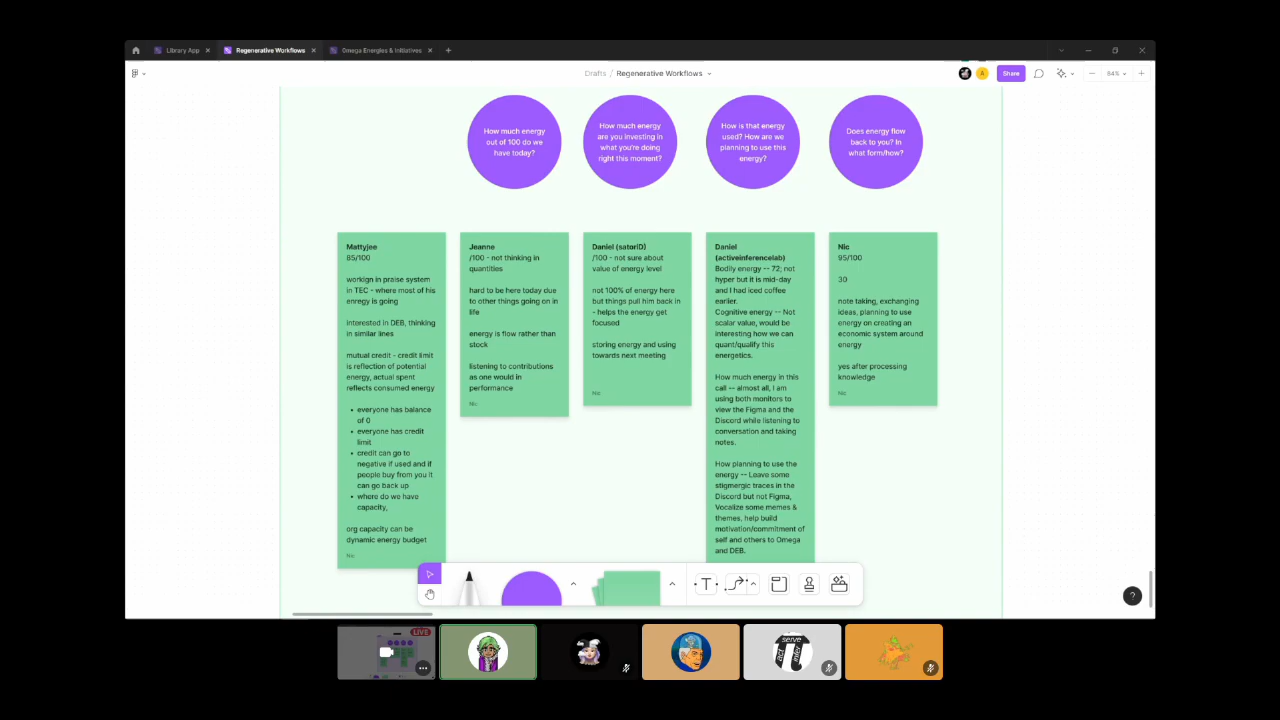 Library App
Regenerative Workflows
Omega Energies & Initiatives
Drafts / Regenerative Workflows
A
Share
94%
How much energy
out of 100 do we
have today?
How much energy
are you investing in
what you're doing
right this moment?
How is that energy
used? How are we
planning to use this
energy?
Does energy flow
back to you? In
what form/how?
Mattyjee
85/100
workign in praise system
in TEC - where most of his
enregy is going
interested in DEB, thinking
in similar lines
mutual credit - credit limit
is reflection of potential
energy, actual spent
reflects consumed energy
• everyone has balance
of 0
• everyone has credit
limit
• credit can go to
negative if used and if
people buy from you it
can go back up
• where do we have
capacity,
org capacity can be
dynamic energy budget
Nic
Jeanne
/100 - not thinking in
quantities
hard to be here today due
to other things going on in
life
energy is flow rather than
stock
listening to contributions
as one would in
performance
Nic
Daniel (satoriD)
/100 - not sure about
value of energy level
not 100% of energy here
but things pull him back in
- helps the energy get
focused
storing energy and using
towards next meeting
Nic
Daniel
(activeinferencelab)
Bodily energy -- 72; not
hyper but it is mid-day
and I had iced coffee
earlier.
Cognitive energy -- Not
scalar value, would be
interesting how we can
quant/qualify this
energetics.
How much energy in this
call -- almost all, I am
using both monitors to
view the Figma and the
Discord while listening to
conversation and taking
notes.
How planning to use the
energy -- Leave some
stigmergic traces in the
Discord but not Figma,
Vocalize some memes &
themes, help build
motivation/commitment of
self and others to Omega
and DEB.
Nic
95/100
30
note taking, exchanging
ideas, planning to use
energy on creating an
economic system around
energy
yes after processing
knowledge
Nic
T
?
LIVE
serve
act
enter